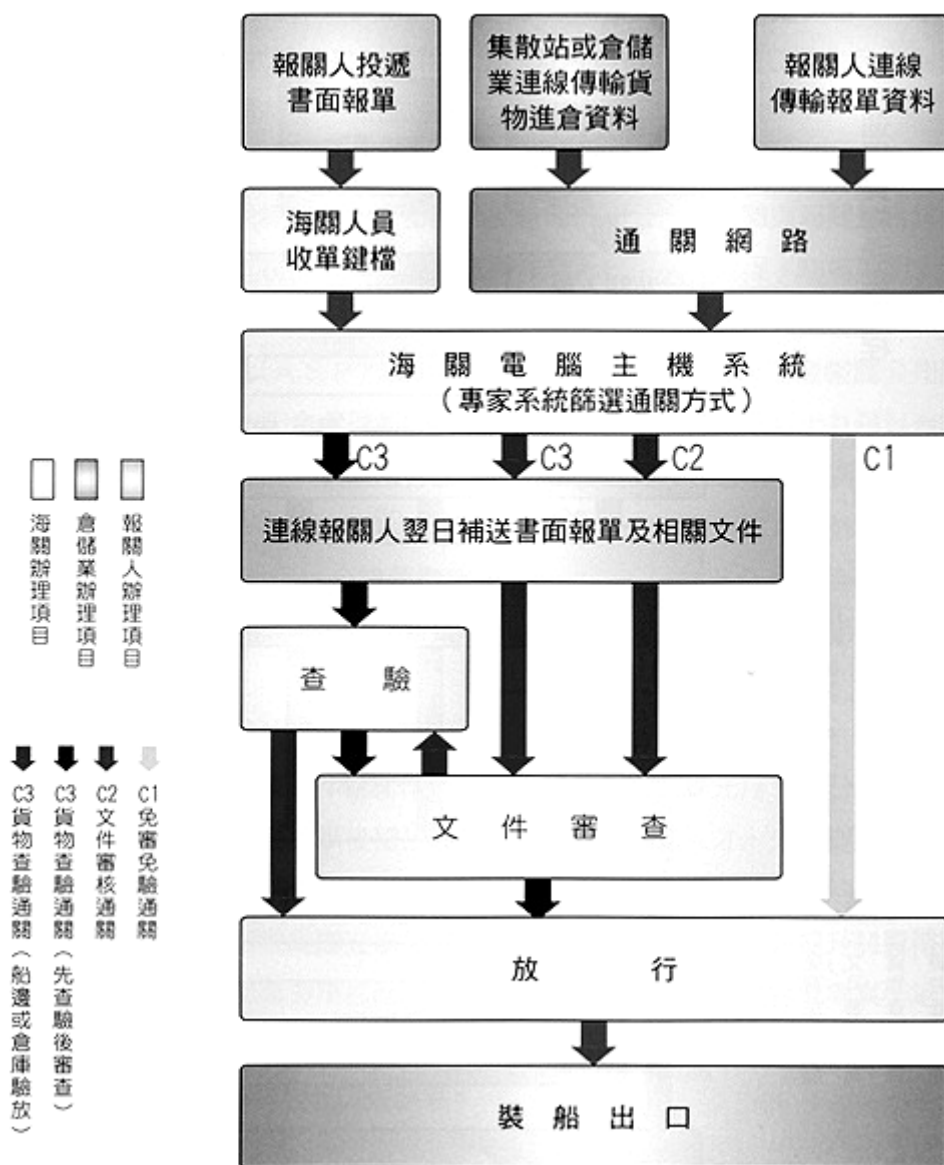 報關人投遞
書面報單
集散站或倉儲
業連線傳輸貨
物進倉資料
報關人連線
傳輸報單資料
海關人員
收單鍵檔
通關網路
海關電腦主機系統
（專家系統篩選通關方式）
C3
C3
C2
C1
連線報關人翌日補送書面報單及相關文件
查驗
文件審查
放行
裝船出口
報關人辦理項目
倉儲業辦理項目
海關辦理項目
C1免審免驗通關
C2文件審核通關
C3貨物查驗通關（先查驗後審查）
C3貨物查驗通關（船邊或倉庫驗放）